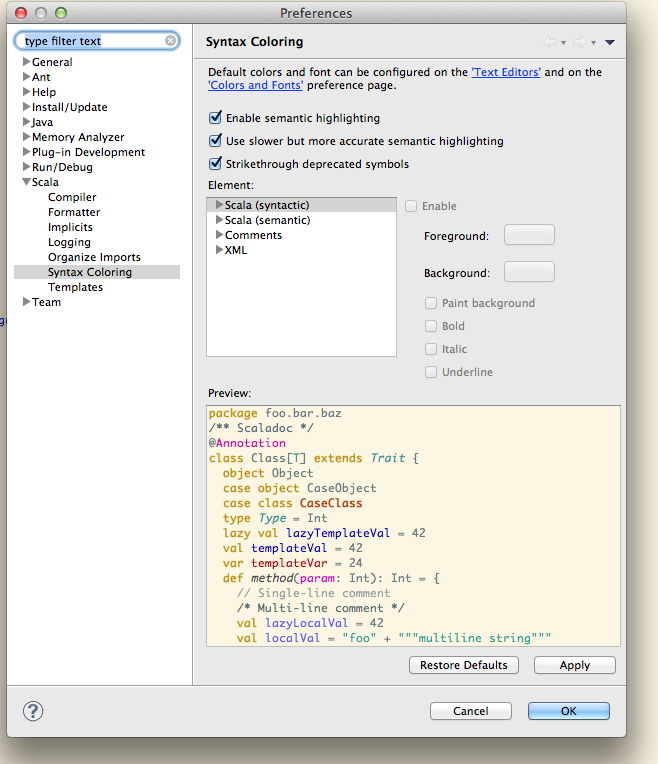 Preferences
type filter text
General
Ant
Help
Install/Update
Java
Memory Analyzer
Plug-in Development
Run/Debug
Scala
Compiler
Formatter
Implicits
Logging
Organize Imports
Syntax Coloring
Templates
Team
Syntax Coloring
Default colors and font can be configured on the 'Text Editors' and on the
'Colors and Fonts' preference page.
Enable semantic highlighting
Use slower but more accurate semantic highlighting
Strikethrough deprecated symbols
Element:
Scala (syntactic)
Scala (semantic)
Comments
XML
Enable
Foreground:
Background:
Paint background
Bold
Italic
Underline
Preview:
package foo.bar.baz
/** Scaladoc */
@Annotation
class Class[T] extends Trait {
  object Object
  case object CaseObject
  case class CaseClass
  type Type = Int
  lazy val lazyTemplateVal = 42
  val templateVal = 42
  var templateVar = 24
  def method(param: Int): Int = {
    // Single-line comment
    /* Multi-line comment */
    val lazyLocalVal = 42
    val localVal = "foo" + """multiline string"""
Restore Defaults
Apply
?
Cancel
OK